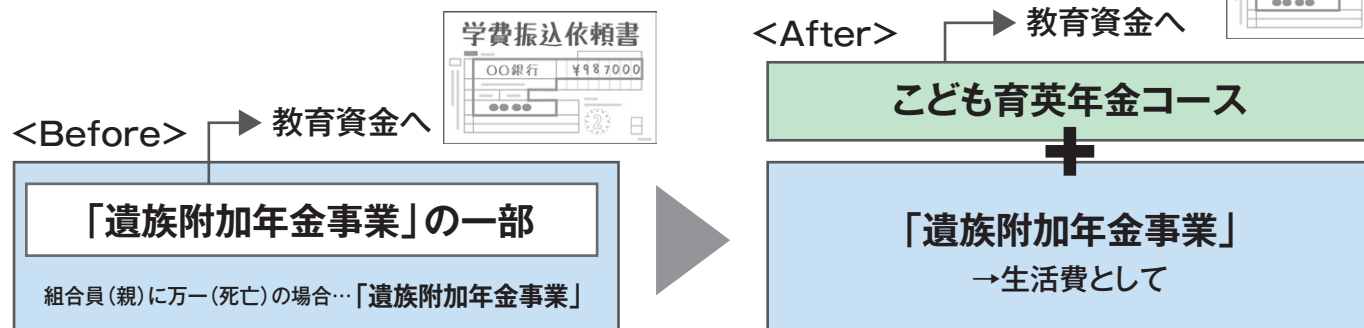 <Before>
教育資金へ
学費振込依頼書
〇〇銀行 ¥987000
「遺族附加年金事業」の一部
組合員(親)に万一(死亡)の場合…「遺族附加年金事業」
<After>
教育資金へ
こども育英年金コース
+
「遺族附加年金事業」
→生活費として